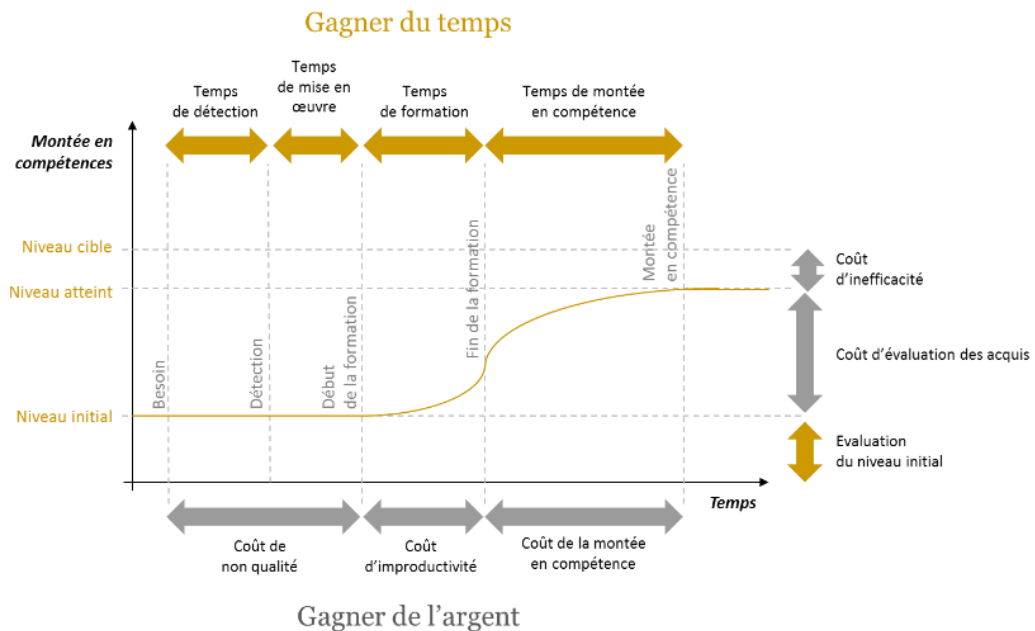 Gagner du temps
Temps
de détection
Temps
de mise en
œuvre
Temps
de formation
Temps de montée
en compétence
Montée en
compétences
Niveau cible
Niveau atteint
Niveau initial
Besoin
Détection
Début
de la formation
Fin de la formation
Montée
en compétence
Coût
d’inefficacité
Coût d’évaluation des acquis
Evaluation
du niveau initial
Temps
Coût de
non qualité
Coût
d’improductivité
Coût de la montée
en compétence
Gagner de l’argent